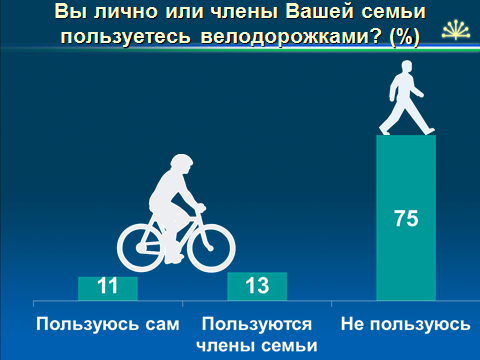 Вы лично или члены Вашей семьи
пользуетесь велодорожками? (%)
75
11
13
Пользуюсь сам
Пользуются
члены семьи
Не пользуюсь